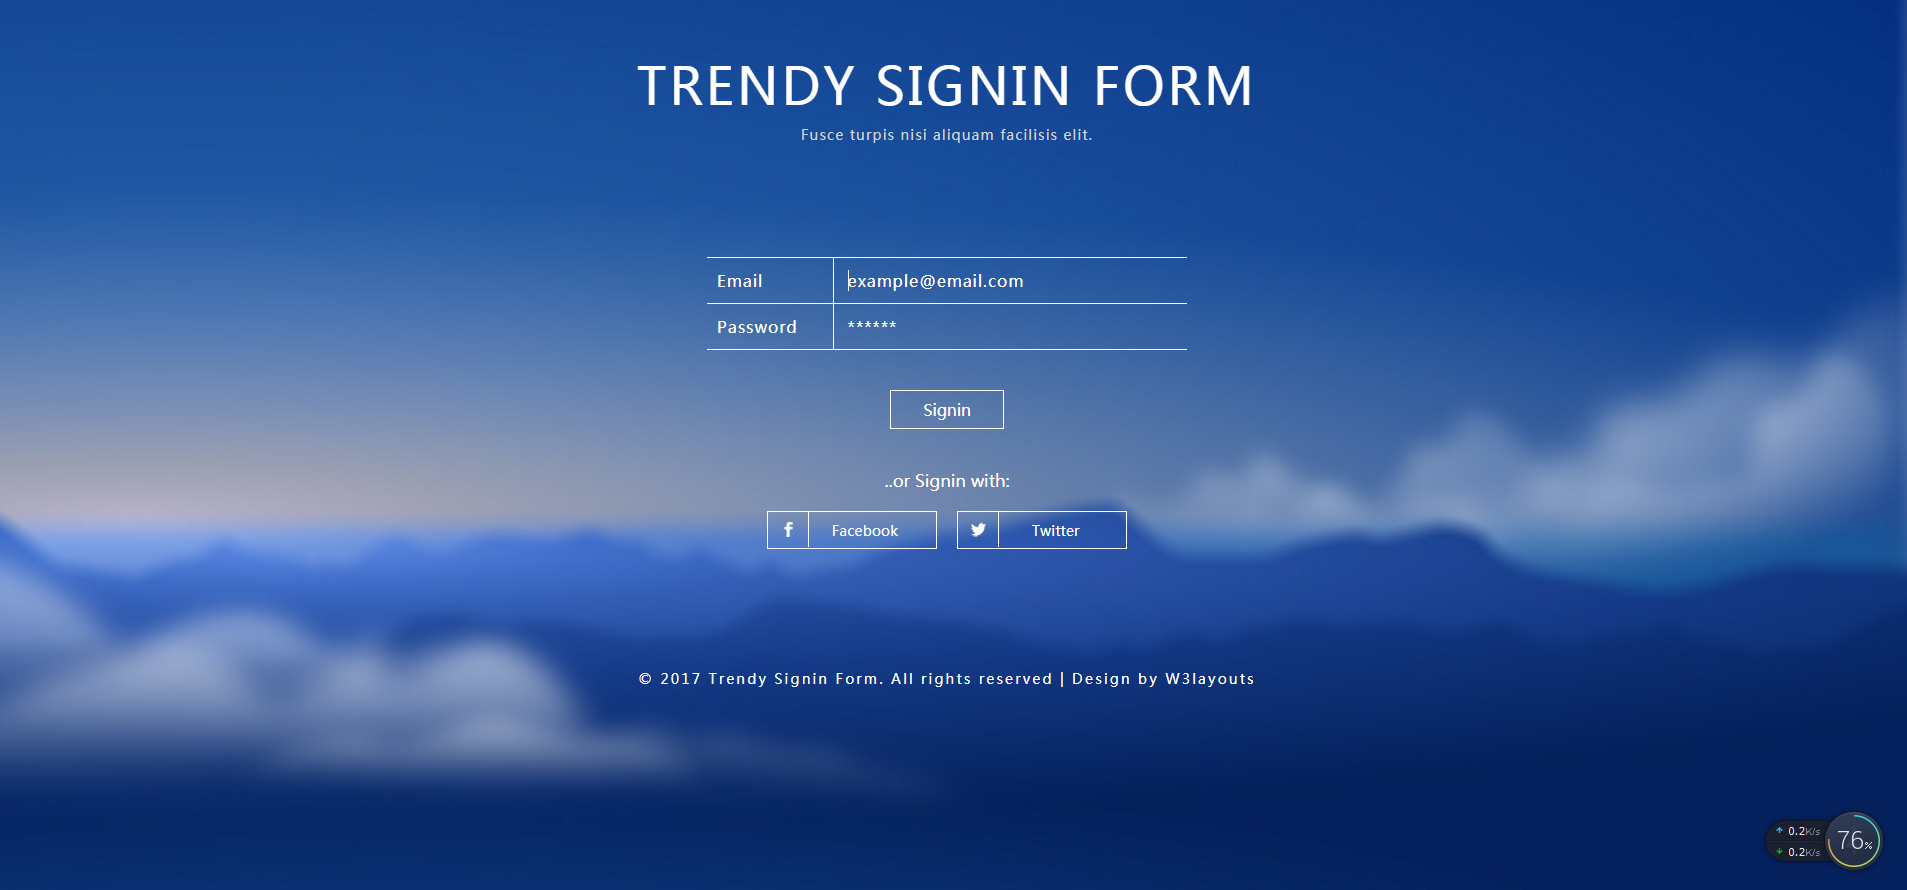 TRENDY SIGNIN FORM
Fusce turpis nisi aliquam facilisis elit.
Email example@email.com
Password ******
Signin
..or Signin with:
Facebook Twitter
© 2017 Trendy Signin Form. All rights reserved | Design by W3layouts
0.2K/s
0.2K/s
76%